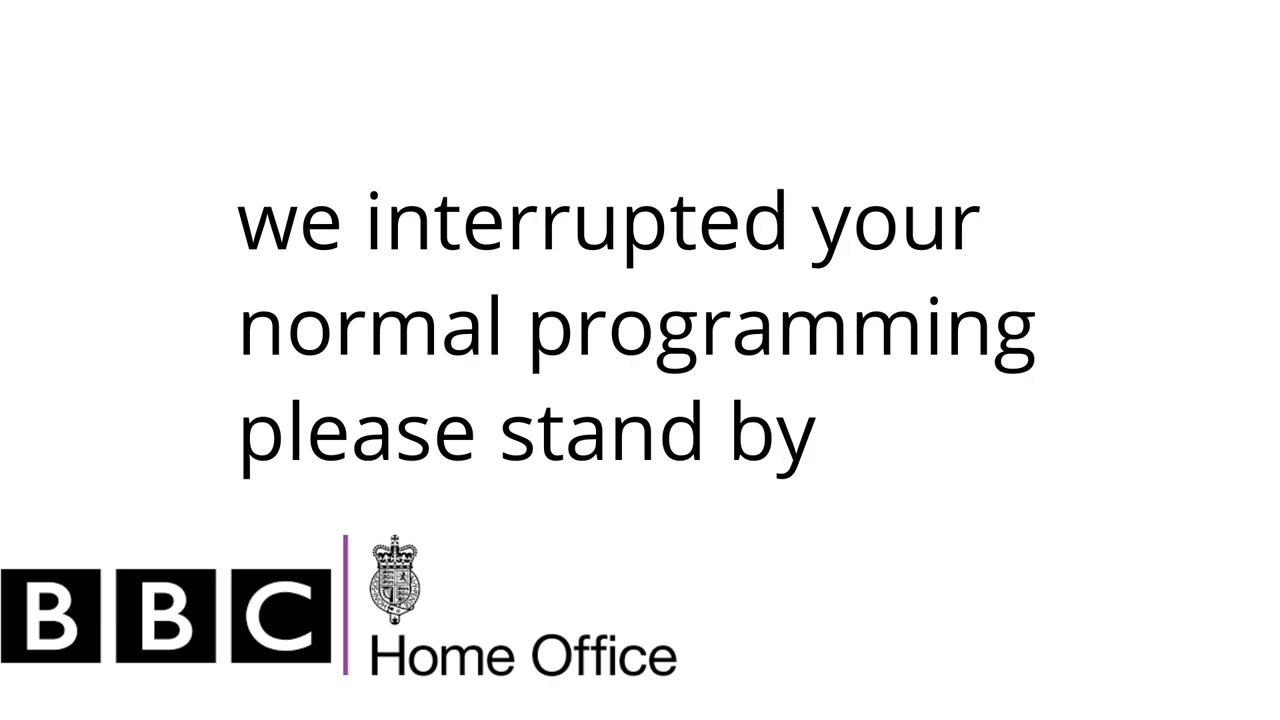 we interrupted your
normal programming
please stand by
BBC
Home Office